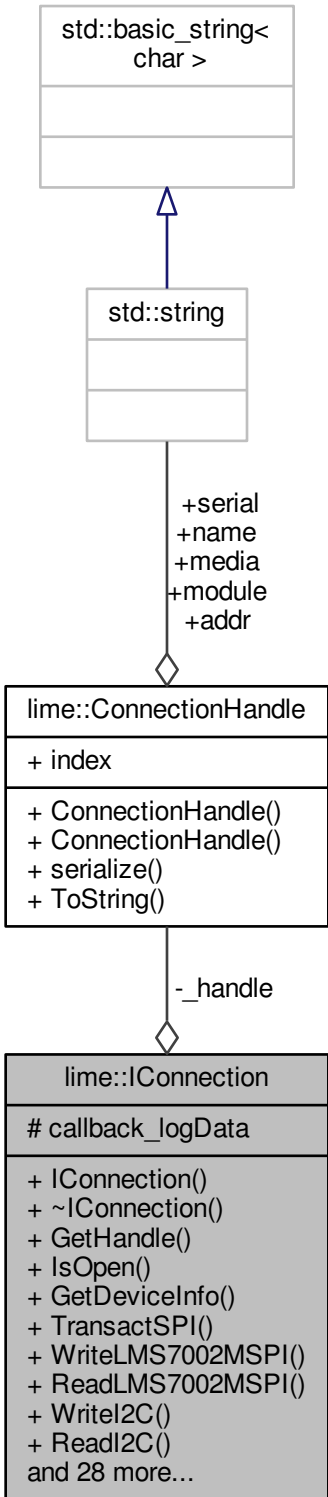 std::basic_string<
char >
std::string
+serial
+name
+media
+module
+addr
lime::ConnectionHandle
+ index
+ ConnectionHandle()
+ ConnectionHandle()
+ serialize()
+ ToString()
-_handle
lime::IConnection
# callback_logData
+ IConnection()
+ ~IConnection()
+ GetHandle()
+ IsOpen()
+ GetDeviceInfo()
+ TransactSPI()
+ WriteLMS7002MSPI()
+ ReadLMS7002MSPI()
+ WriteI2C()
+ ReadI2C()
and 28 more...